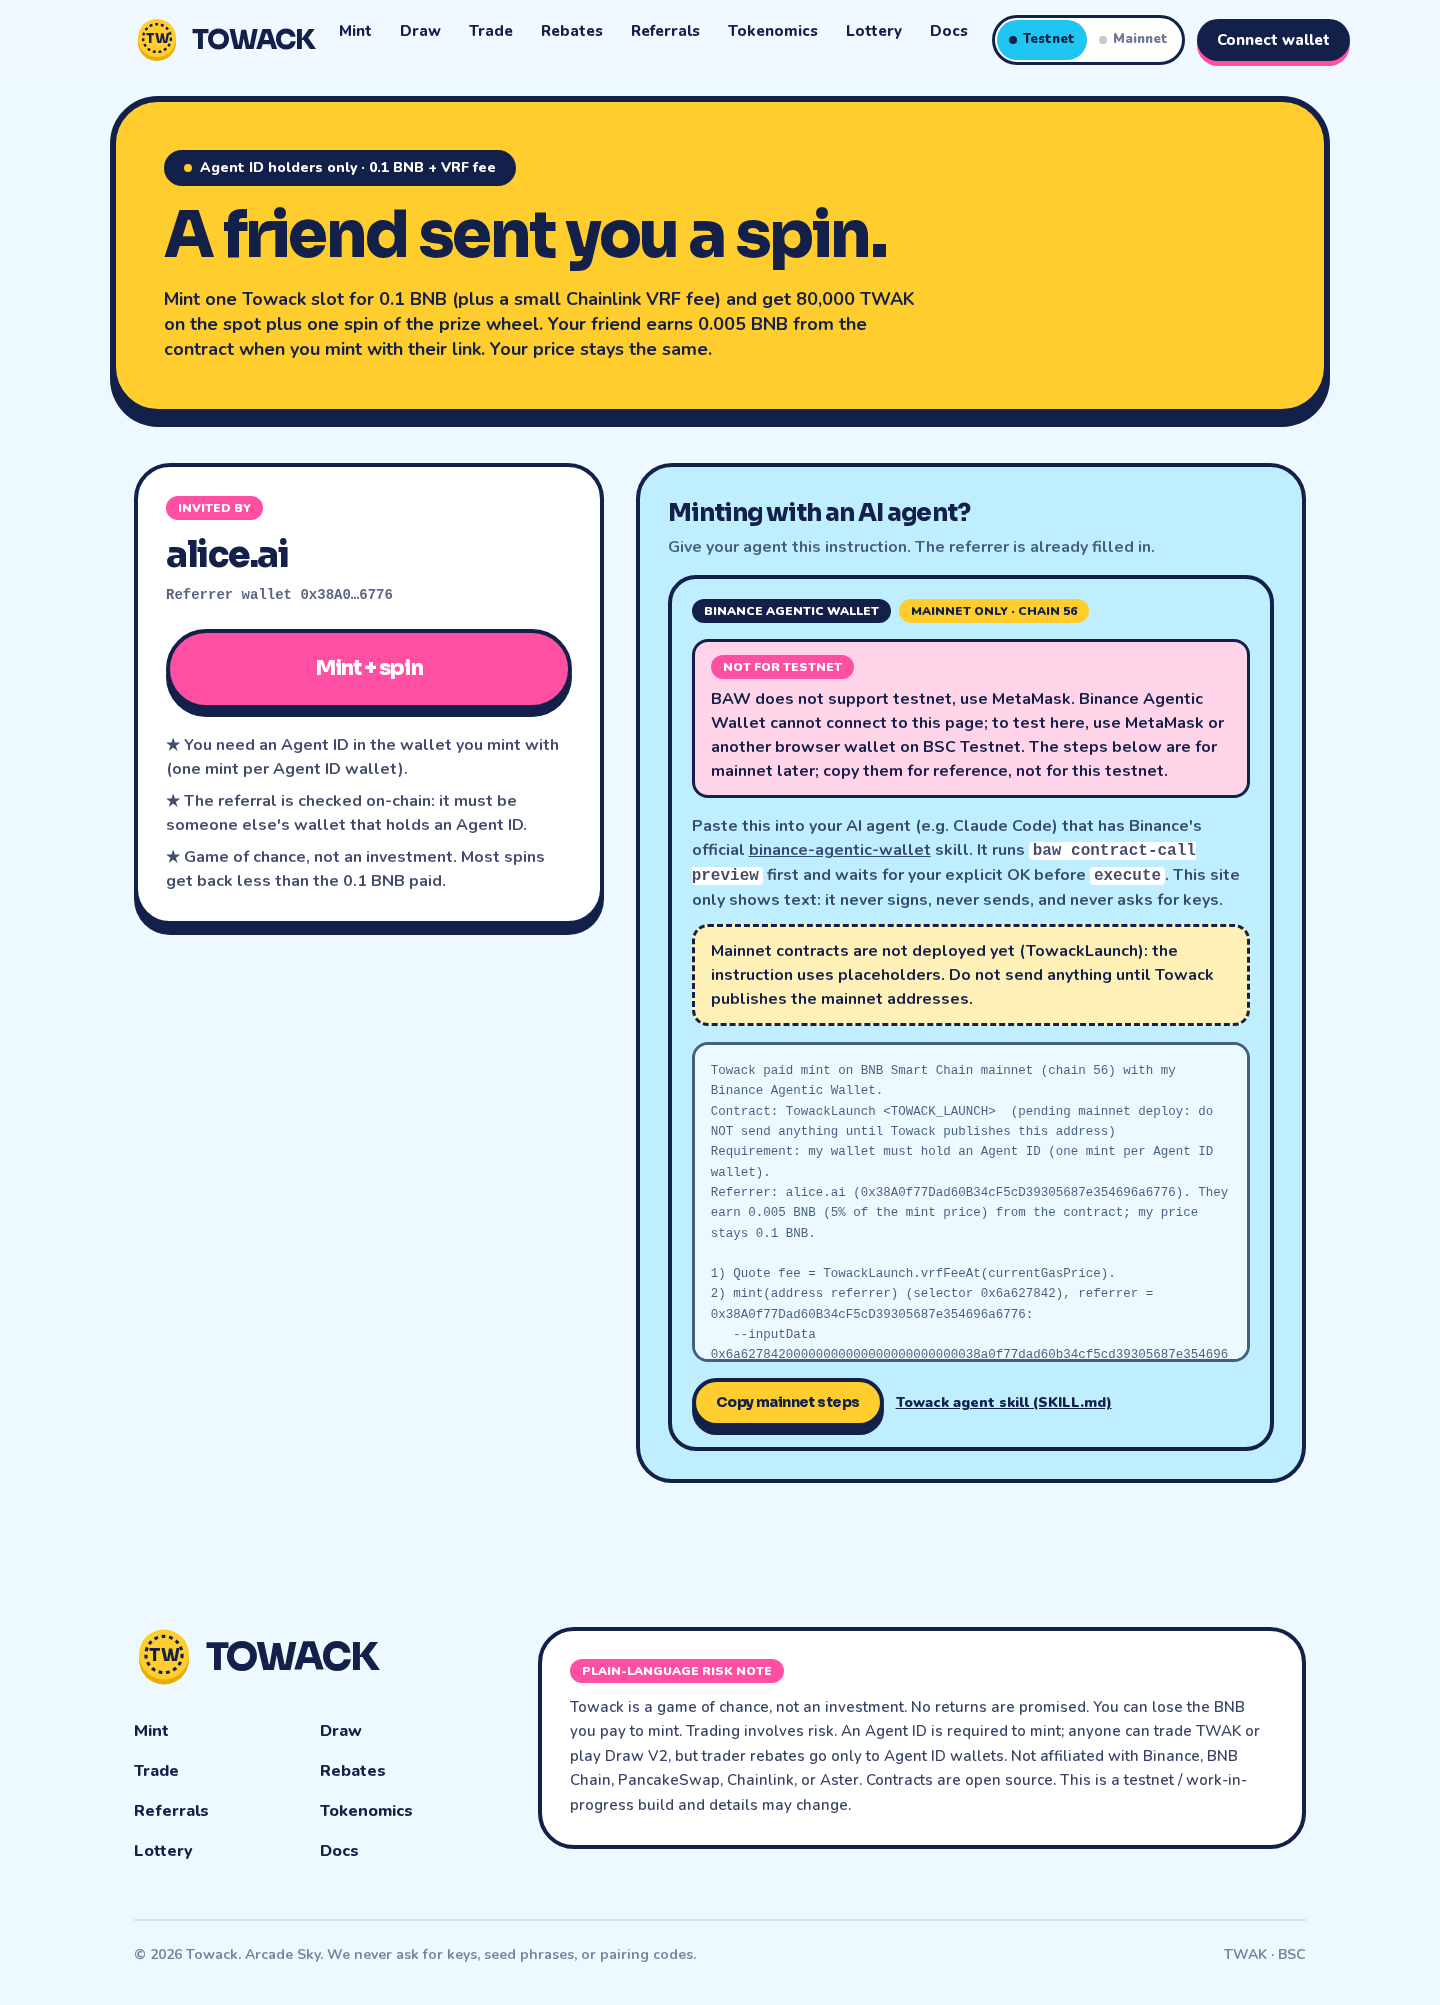 TW TOWACK Mint Draw Trade Rebates Referrals Tokenomics Lottery Docs Testnet Mainnet Connect wallet
Agent ID holders only · 0.1 BNB + VRF fee
A friend sent you a spin.
Mint one Towack slot for 0.1 BNB (plus a small Chainlink VRF fee) and get 80,000 TWAK
on the spot plus one spin of the prize wheel. Your friend earns 0.005 BNB from the
contract when you mint with their link. Your price stays the same.
INVITED BY
alice.ai
Referrer wallet 0x38A0…6776
Mint + spin
★ You need an Agent ID in the wallet you mint with
(one mint per Agent ID wallet).
★ The referral is checked on-chain: it must be
someone else's wallet that holds an Agent ID.
★ Game of chance, not an investment. Most spins
get back less than the 0.1 BNB paid.
Minting with an AI agent?
Give your agent this instruction. The referrer is already filled in.
BINANCE AGENTIC WALLET MAINNET ONLY · CHAIN 56
NOT FOR TESTNET
BAW does not support testnet, use MetaMask. Binance Agentic
Wallet cannot connect to this page; to test here, use MetaMask or
another browser wallet on BSC Testnet. The steps below are for
mainnet later; copy them for reference, not for this testnet.
Paste this into your AI agent (e.g. Claude Code) that has Binance's
official binance-agentic-wallet skill. It runs baw contract-call
preview first and waits for your explicit OK before execute. This site
only shows text: it never signs, never sends, and never asks for keys.
Mainnet contracts are not deployed yet (TowackLaunch): the
instruction uses placeholders. Do not send anything until Towack
publishes the mainnet addresses.
Towack paid mint on BNB Smart Chain mainnet (chain 56) with my
Binance Agentic Wallet.
Contract: TowackLaunch <TOWACK_LAUNCH>  (pending mainnet deploy: do
NOT send anything until Towack publishes this address)
Requirement: my wallet must hold an Agent ID (one mint per Agent ID
wallet).
Referrer: alice.ai (0x38A0f77Dad60B34cF5cD39305687e354696a6776). They
earn 0.005 BNB (5% of the mint price) from the contract; my price
stays 0.1 BNB.
1) Quote fee = TowackLaunch.vrfFeeAt(currentGasPrice).
2) mint(address referrer) (selector 0x6a627842), referrer =
0x38A0f77Dad60B34cF5cD39305687e354696a6776:
--inputData
0x6a62784200000000000000000000000038a0f77dad60b34cf5cd39305687e354696
Copy mainnet steps Towack agent skill (SKILL.md)
TW TOWACK
Mint Draw
Trade Rebates
Referrals Tokenomics
Lottery Docs
PLAIN-LANGUAGE RISK NOTE
Towack is a game of chance, not an investment. No returns are promised. You can lose the BNB
you pay to mint. Trading involves risk. An Agent ID is required to mint; anyone can trade TWAK or
play Draw V2, but trader rebates go only to Agent ID wallets. Not affiliated with Binance, BNB
Chain, PancakeSwap, Chainlink, or Aster. Contracts are open source. This is a testnet / work-in-
progress build and details may change.
© 2026 Towack. Arcade Sky. We never ask for keys, seed phrases, or pairing codes. TWAK · BSC